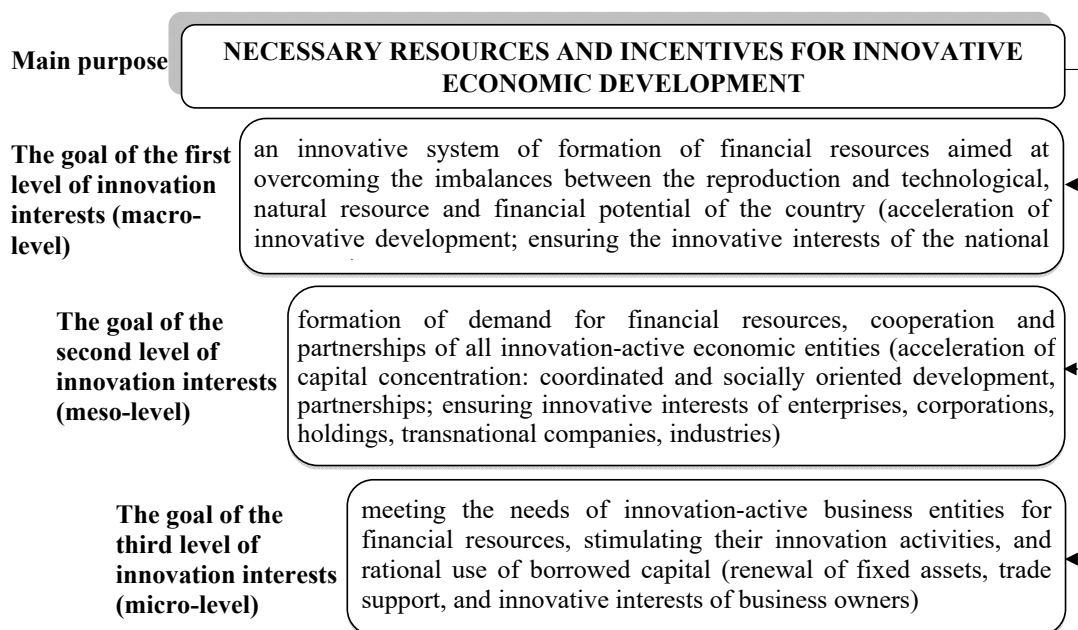 Main purpose
NECESSARY RESOURCES AND INCENTIVES FOR INNOVATIVE
ECONOMIC DEVELOPMENT
The goal of the first
level of innovation
interests (macro-
level)
an innovative system of formation of financial resources aimed at
overcoming the imbalances between the reproduction and technological,
natural resource and financial potential of the country (acceleration of
innovative development; ensuring the innovative interests of the national
The goal of the
second level of
innovation interests
(meso-level)
formation of demand for financial resources, cooperation and
partnerships of all innovation-active economic entities (acceleration of
capital concentration: coordinated and socially oriented development,
partnerships; ensuring innovative interests of enterprises, corporations,
holdings, transnational companies, industries)
The goal of the
third level of
innovation interests
(micro-level)
meeting the needs of innovation-active business entities for
financial resources, stimulating their innovation activities, and
rational use of borrowed capital (renewal of fixed assets, trade
support, and innovative interests of business owners)